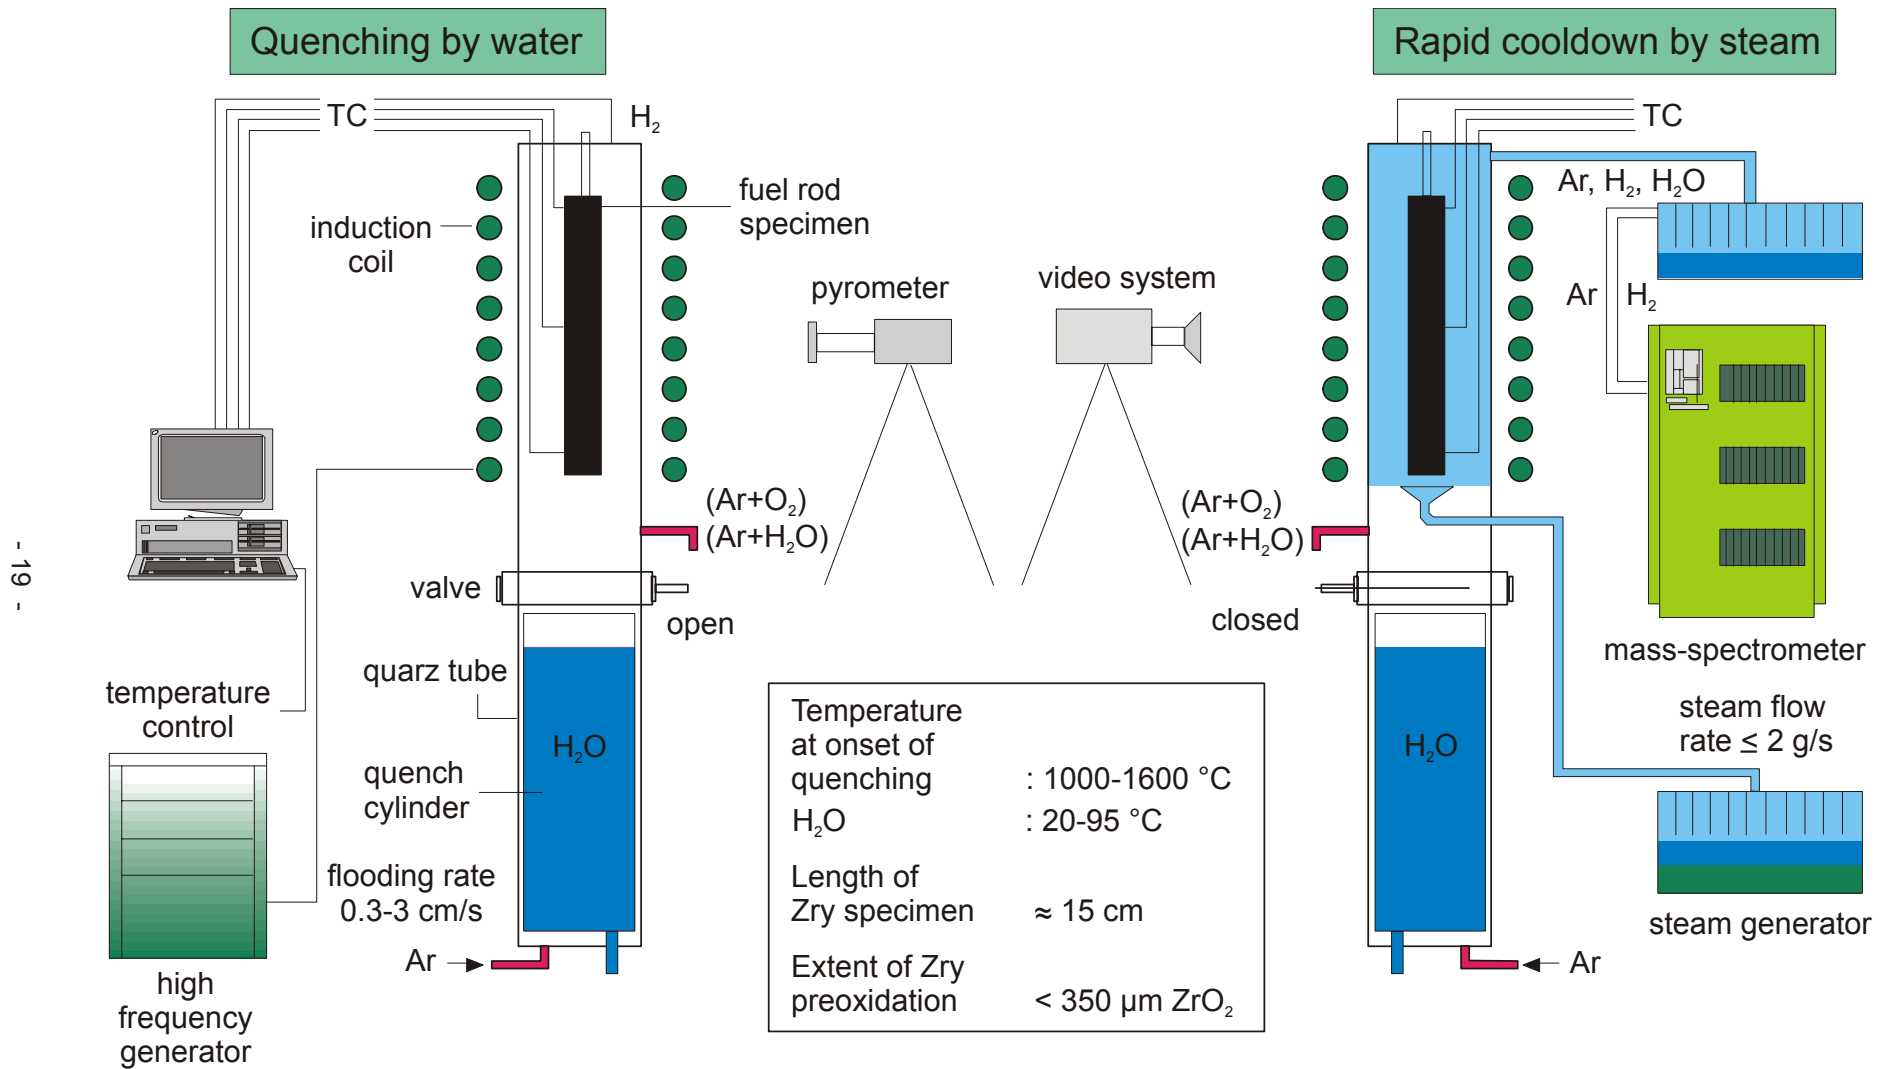 Quenching by water
Rapid cooldown by steam
TC
H₂
TC
fuel rod
specimen
induction
coil
pyrometer
video system
Ar, H₂, H₂O
Ar
H₂
(Ar+O₂)
(Ar+H₂O)
(Ar+O₂)
(Ar+H₂O)
valve
open
closed
mass-spectrometer
quarz tube
temperature
control
H₂O
H₂O
steam flow
rate ≤ 2 g/s
quench
cylinder
flooding rate
0.3-3 cm/s
Ar
Ar
steam generator
high
frequency
generator
Temperature
at onset of
quenching : 1000-1600 °C
H₂O : 20-95 °C
Length of
Zry specimen ≈ 15 cm
Extent of Zry
preoxidation < 350 µm ZrO₂
- 19 -